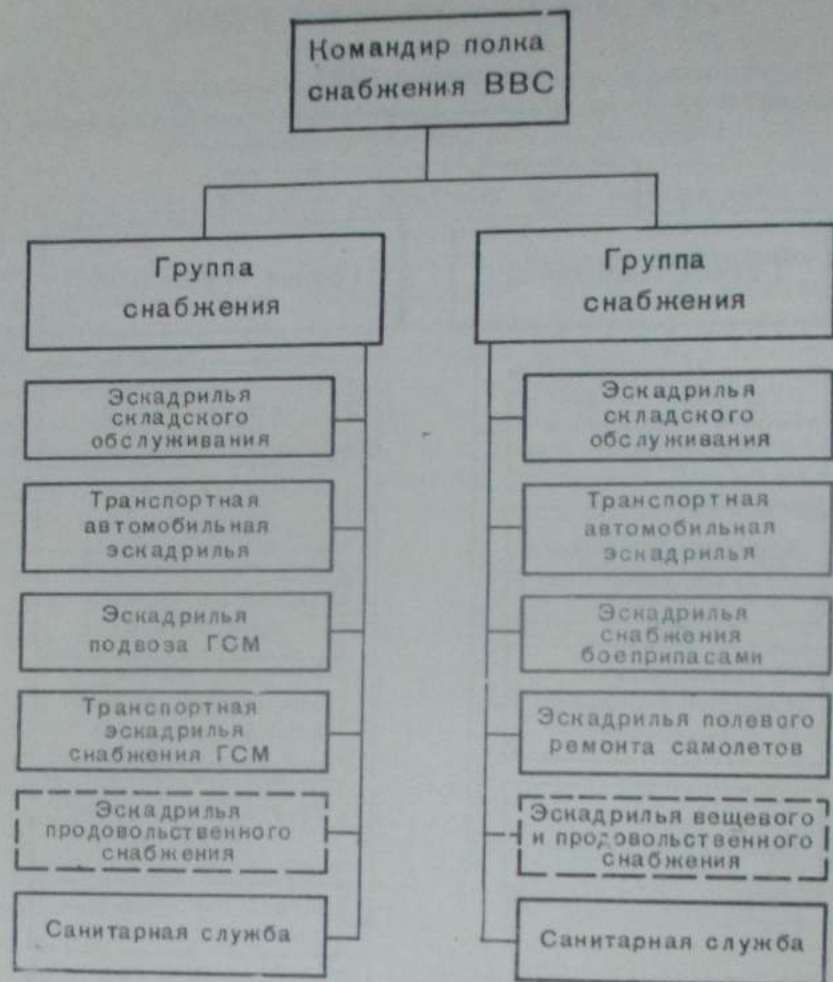 Командир полка
снабжения ВВС
Группа
снабжения
Эскадрилья
складского
обслуживания
Транспортная
автомобильная
эскадрилья
Эскадрилья
подвоза ГСМ
Транспортная
эскадрилья
снабжения ГСМ
Эскадрилья
продовольственного
снабжения
Санитарная служба
Группа
снабжения
Эскадрилья
складского
обслуживания
Транспортная
автомобильная
эскадрилья
Эскадрилья
снабжения
боеприпасами
Эскадрилья полевого
ремонта самолетов
Эскадрилья вещевого
и продовольственного
снабжения
Санитарная служба